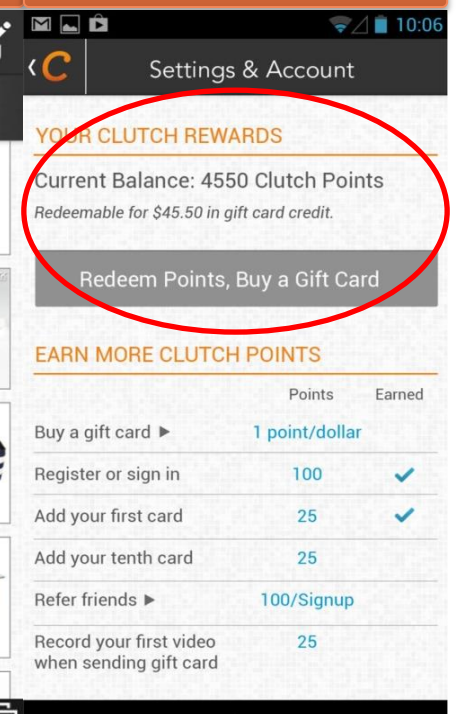 10:06
Settings & Account
YOUR CLUTCH REWARDS
Current Balance: 4550 Clutch Points
Redeemable for $45.50 in gift card credit.
Redeem Points, Buy a Gift Card
EARN MORE CLUTCH POINTS
Points Earned
Buy a gift card ▶ 1 point/dollar
Register or sign in 100 ✓
Add your first card 25 ✓
Add your tenth card 25
Refer friends ▶ 100/Signup
Record your first video 25
when sending gift card